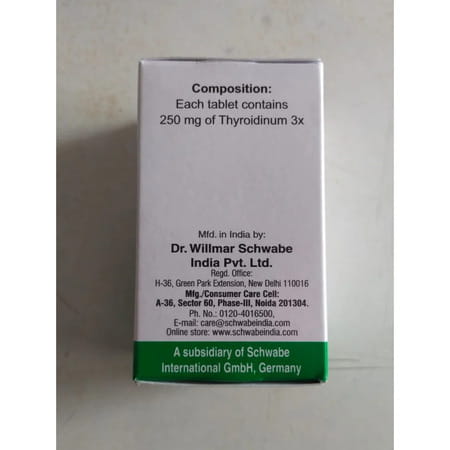 Composition:
Each tablet contains
250 mg of Thyroidinum 3x
Mfd. in India by:
Dr. Willmar Schwabe
India Pvt. Ltd.
Regd. Office:
H-36, Green Park Extension, New Delhi 110016
Mfg./Consumer Care Cell:
A-36, Sector 60, Phase-III, Noida 201304.
Ph. No.: 0120-4016500,
E-mail: care@schwabeindia.com
Online store: www.schwabeindia.com
A subsidiary of Schwabe
International GmbH, Germany